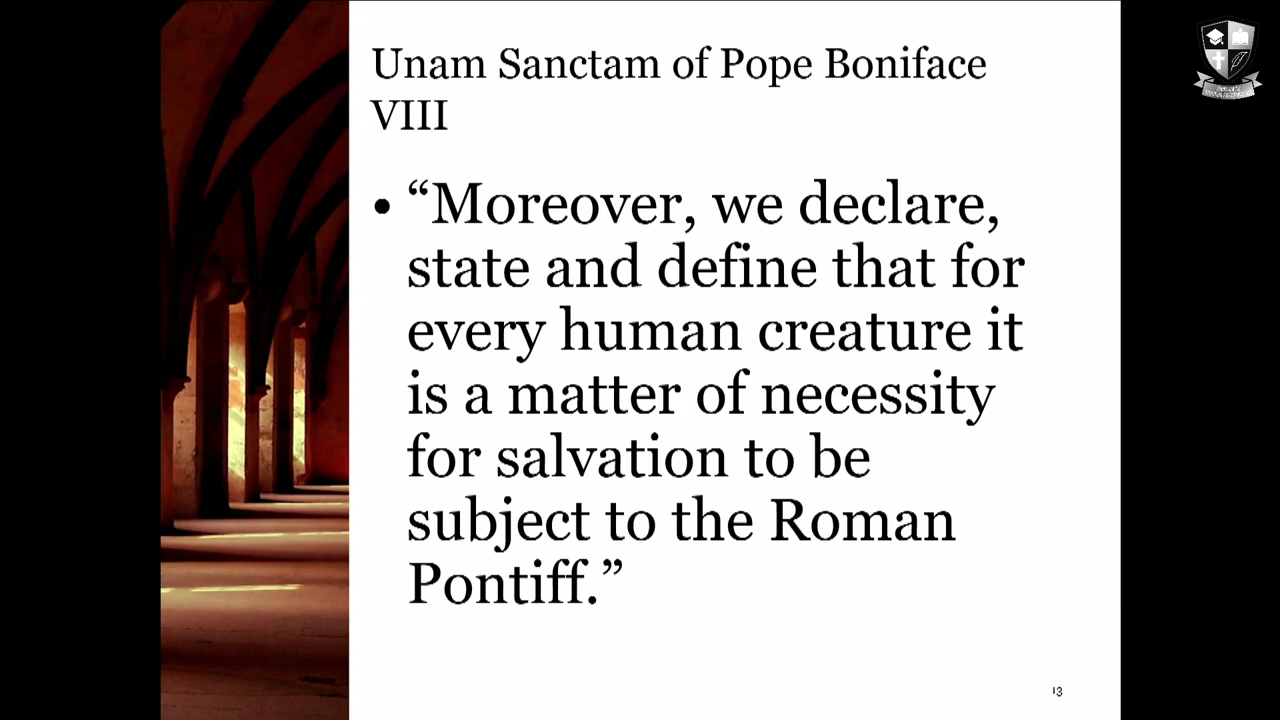 Unam Sanctam of Pope Boniface
VIII
• “Moreover, we declare,
state and define that for
every human creature it
is a matter of necessity
for salvation to be
subject to the Roman
Pontiff.”
13